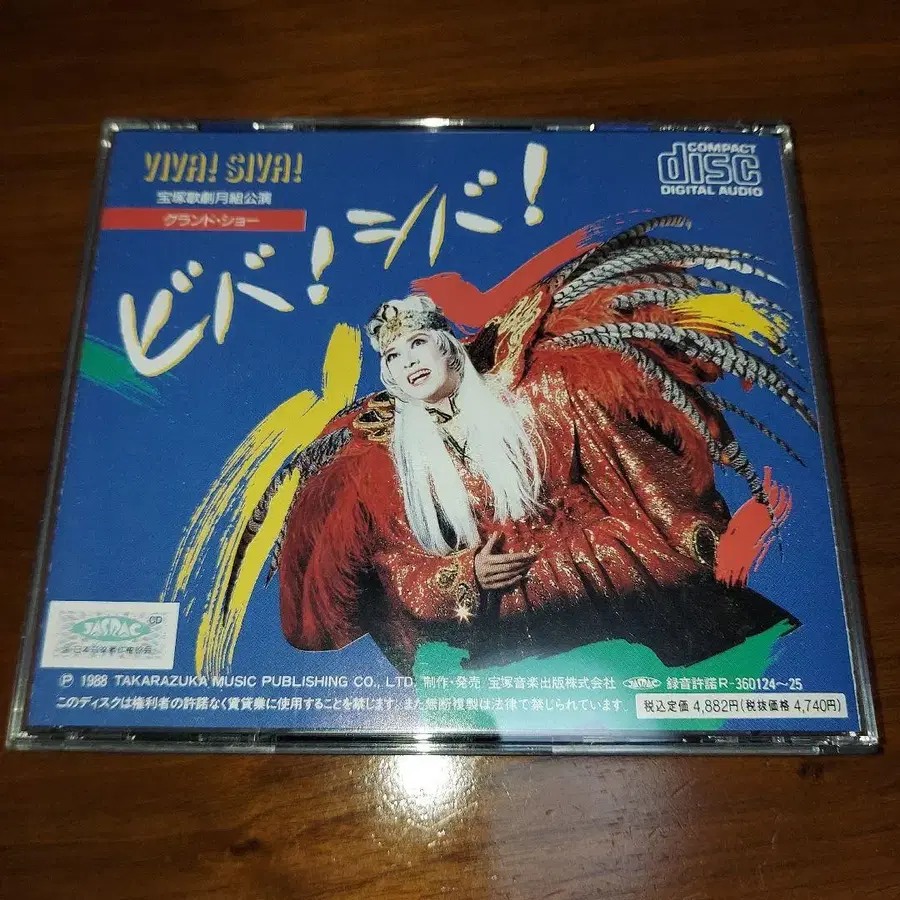 VIVA! SIVA!
宝塚歌劇月組公演
グランド・ショー
ビバ!シバ!
COMPACT
disc
DIGITAL AUDIO
CD
JASRAC
Ⓟ 1988 TAKARAZUKA MUSIC PUBLISHING CO., LTD. 制作・発売/宝塚音楽出版株式会社 JASRAC 録音許諾R-360124~25
このディスクは権利者の許諾なく賃貸業に使用することを禁じます。また無断複製は法律で禁じられています。
税込定価 4,882円(税抜価格 4,740円)